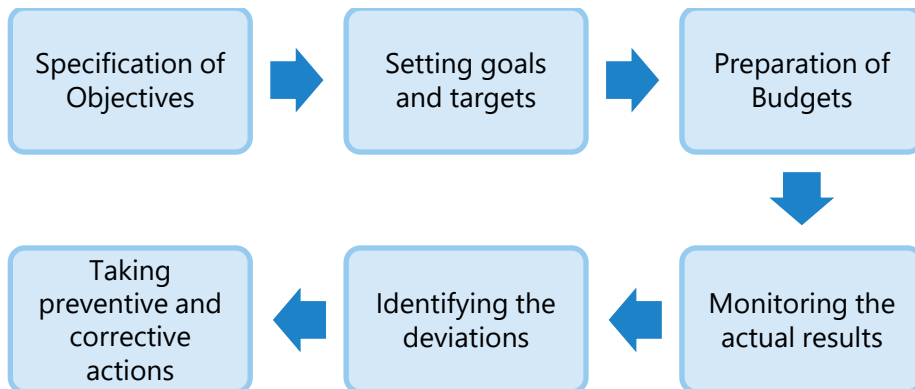 Specification of
Objectives
Setting goals
and targets
Preparation of
Budgets
Monitoring the
actual results
Identifying the
deviations
Taking
preventive and
corrective
actions